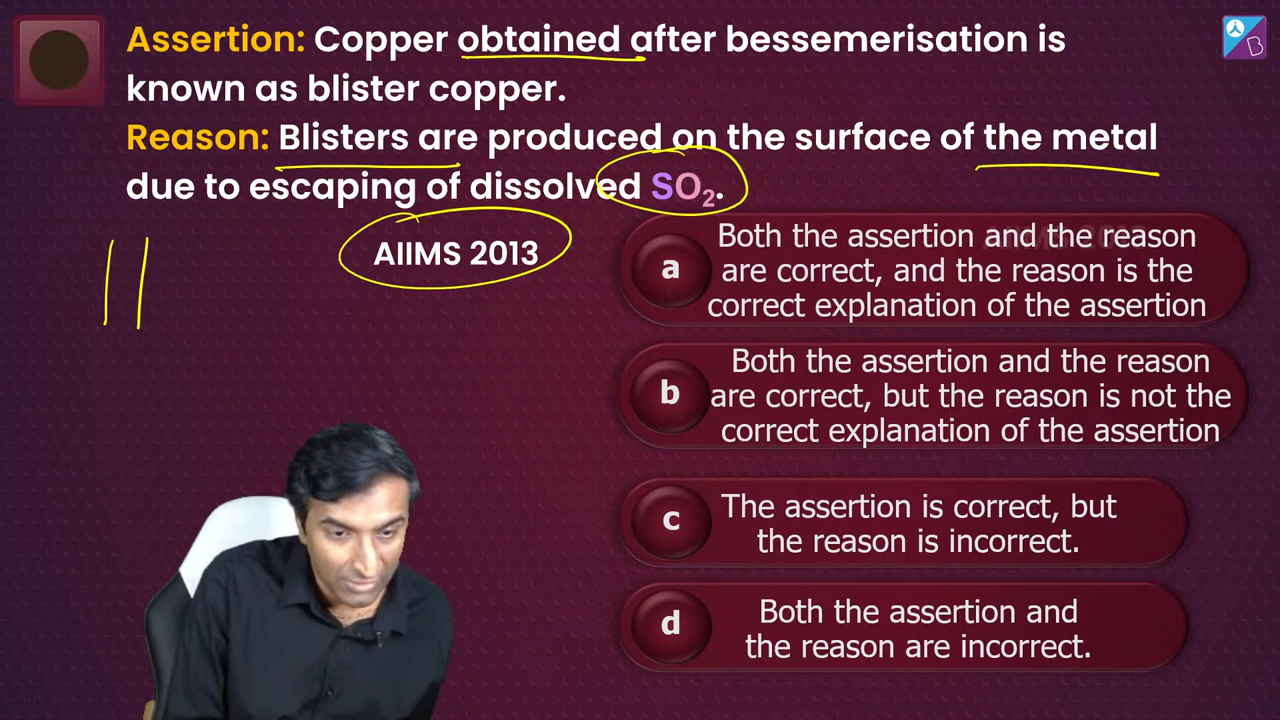 Assertion: Copper obtained after bessemerisation is
known as blister copper.
Reason: Blisters are produced on the surface of the metal
due to escaping of dissolved SO₂.
AIIMS 2013
a
Both the assertion and the reason
are correct, and the reason is the
correct explanation of the assertion
b
Both the assertion and the reason
are correct, but the reason is not the
correct explanation of the assertion
c
The assertion is correct, but
the reason is incorrect.
d
Both the assertion and
the reason are incorrect.
B